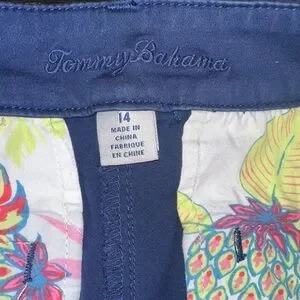 Tommy Bahama
14
MADE IN
CHINA
FABRIQUE
EN CHINE